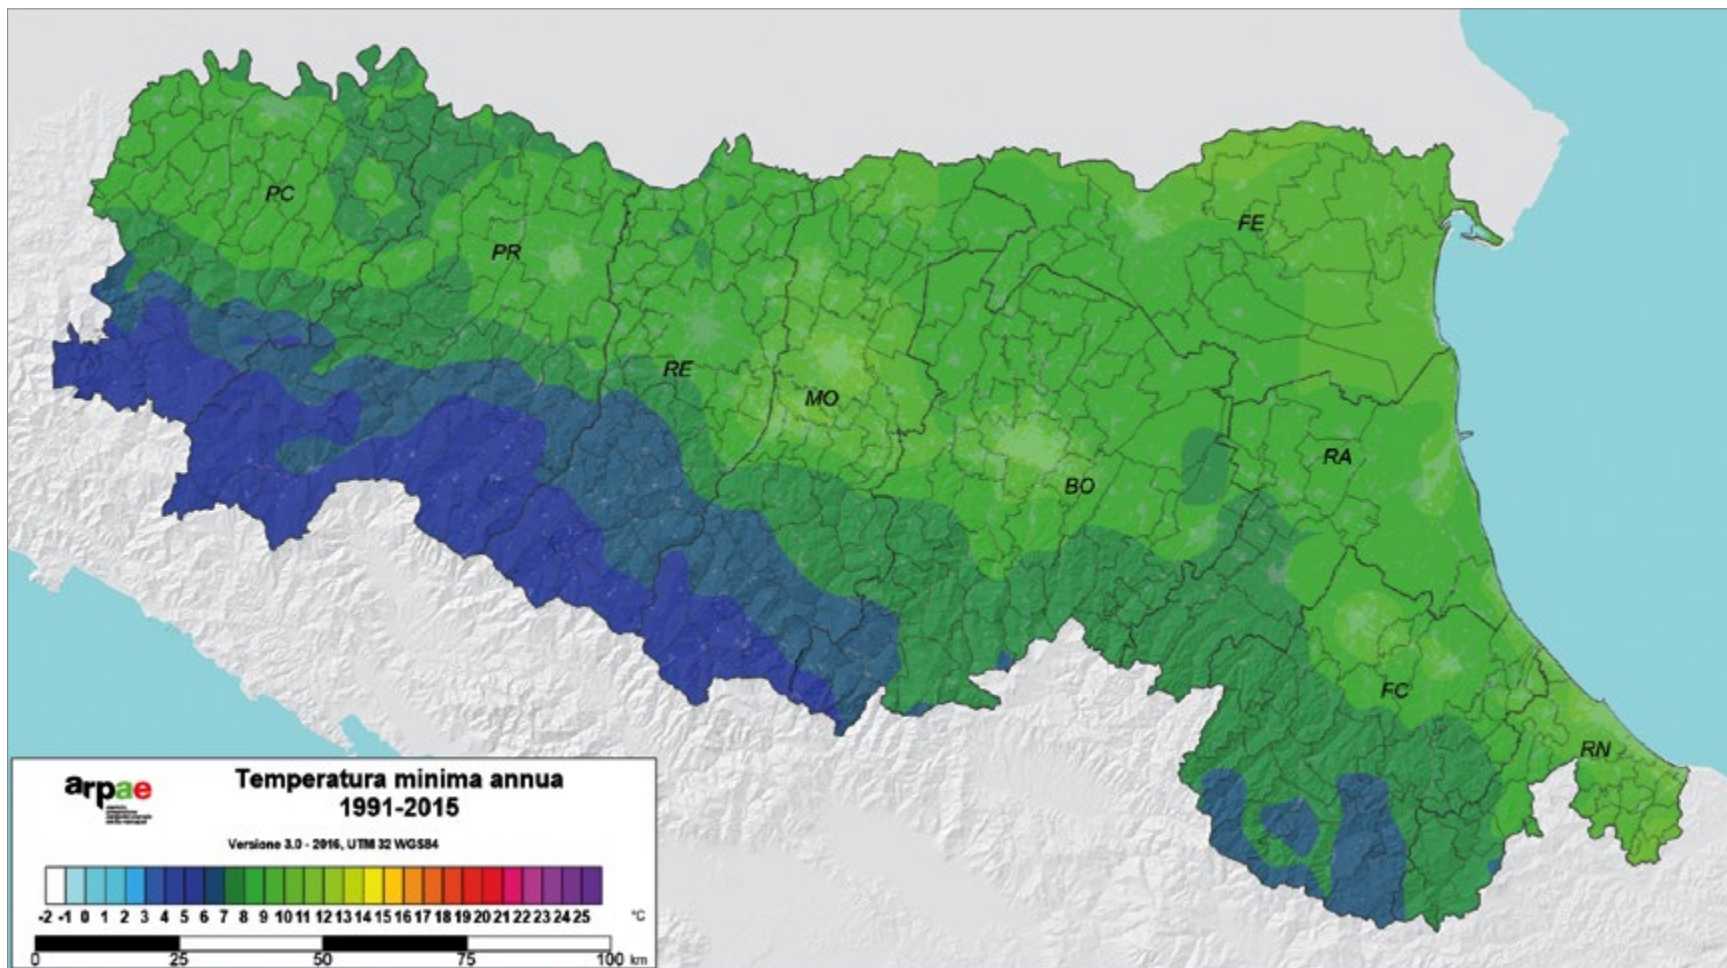 PC
PR
FE
RE
MO
BO
RA
FC
RN
arpae
Temperatura minima annua
1991-2015
Versione 3.0 - 2016, UTM 32 WGS84
-2 -1 0 1 2 3 4 5 6 7 8 9 10 11 12 13 14 15 16 17 18 19 20 21 22 23 24 25 °C
0 25 50 75 100 km